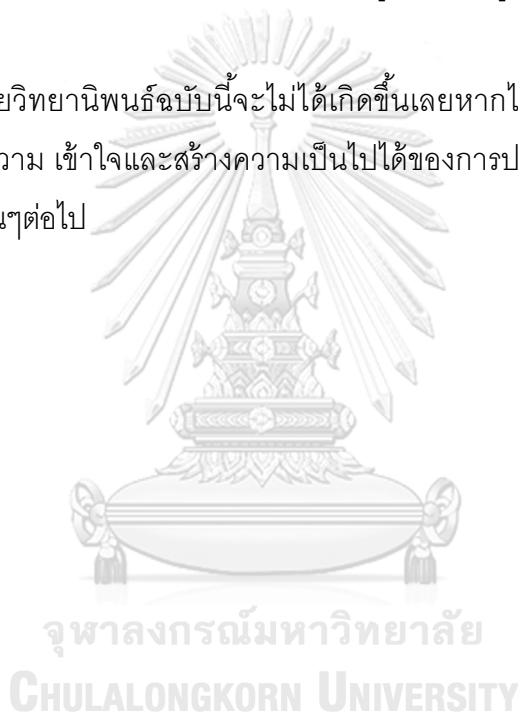 ยวิทยานิพนธ์ฉบับนี้จะไม่ได้เกิดขึ้นเลยหากไ
วาม เข้าใจและสร้างความเป็นไปได้ของการป
นๆต่อไป
จุฬาลงกรณ์มหาวิทยาลัย
CHULALONGKORN UNIVERSITY